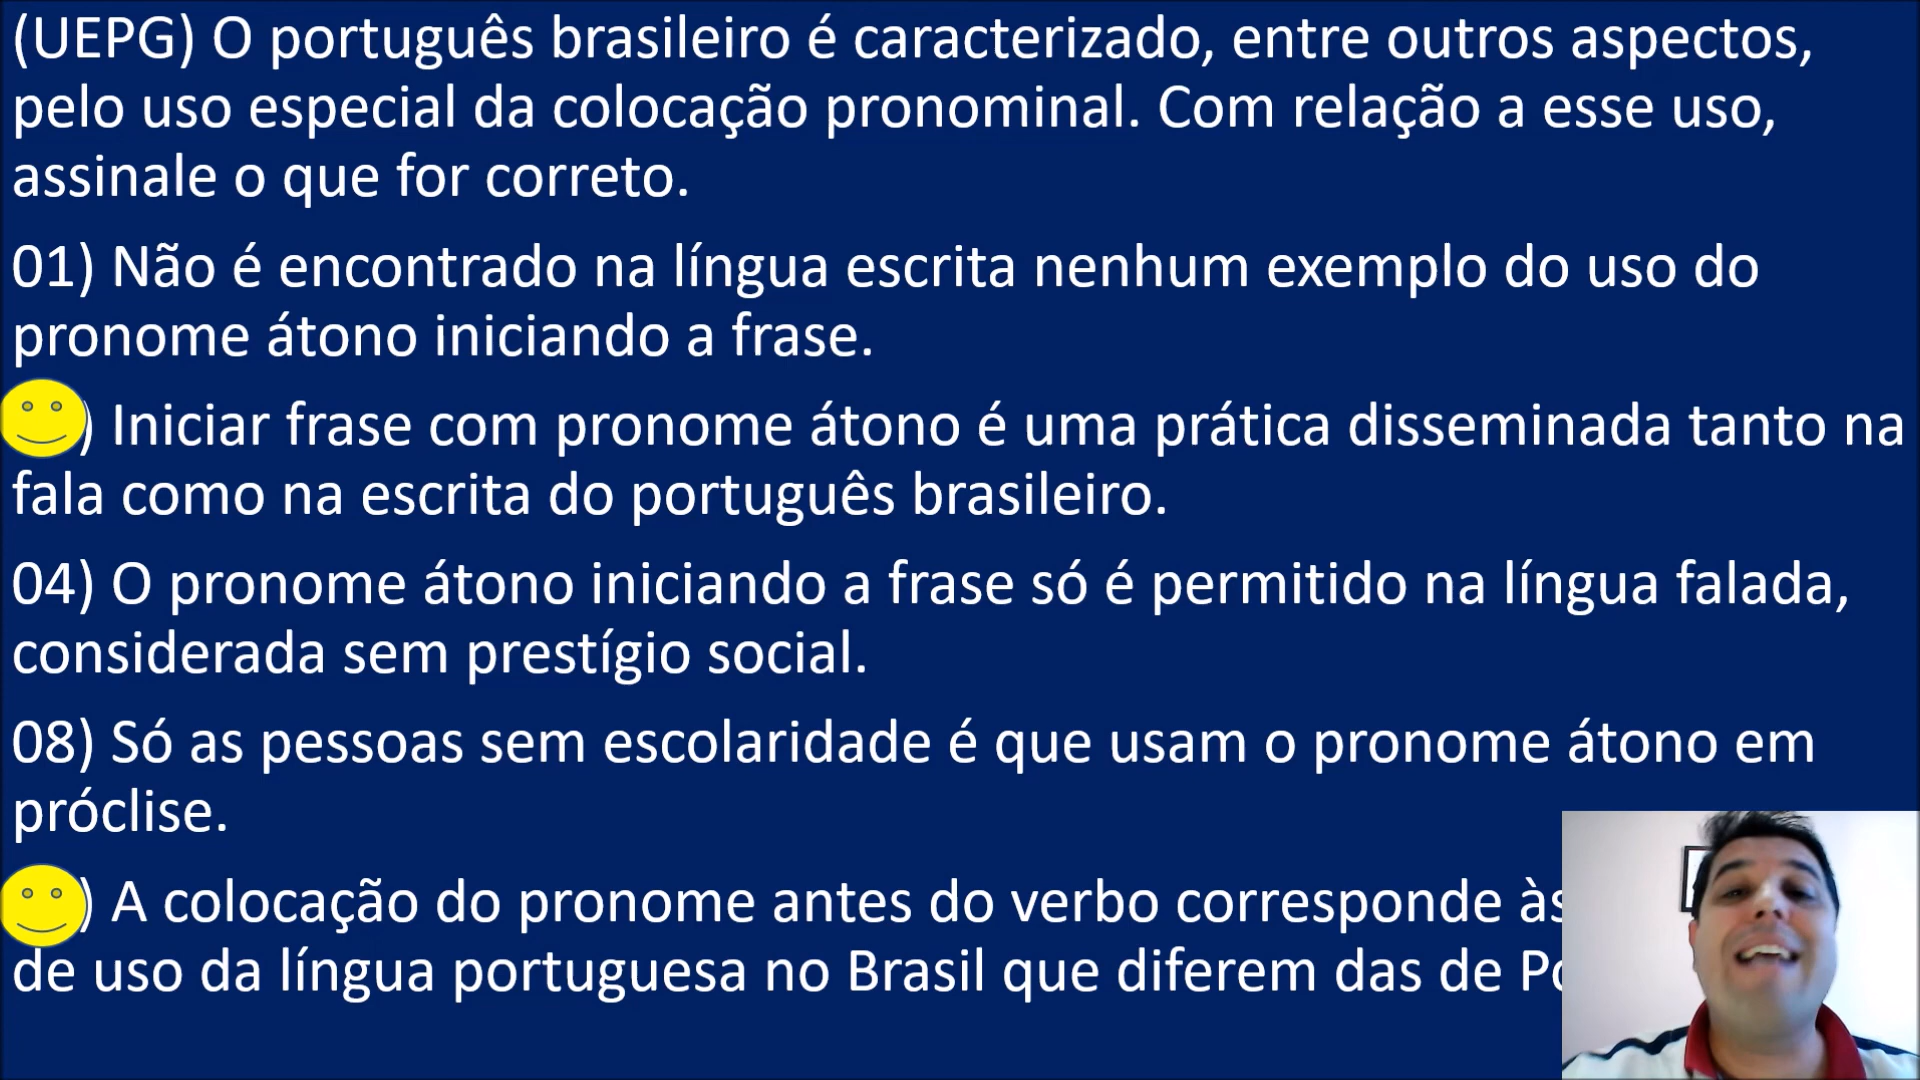 (UEPG) O português brasileiro é caracterizado, entre outros aspectos,
pelo uso especial da colocação pronominal. Com relação a esse uso,
assinale o que for correto.
01) Não é encontrado na língua escrita nenhum exemplo do uso do
pronome átono iniciando a frase.
) Iniciar frase com pronome átono é uma prática disseminada tanto na
fala como na escrita do português brasileiro.
04) O pronome átono iniciando a frase só é permitido na língua falada,
considerada sem prestígio social.
08) Só as pessoas sem escolaridade é que usam o pronome átono em
próclise.
) A colocação do pronome antes do verbo corresponde às
de uso da língua portuguesa no Brasil que diferem das de